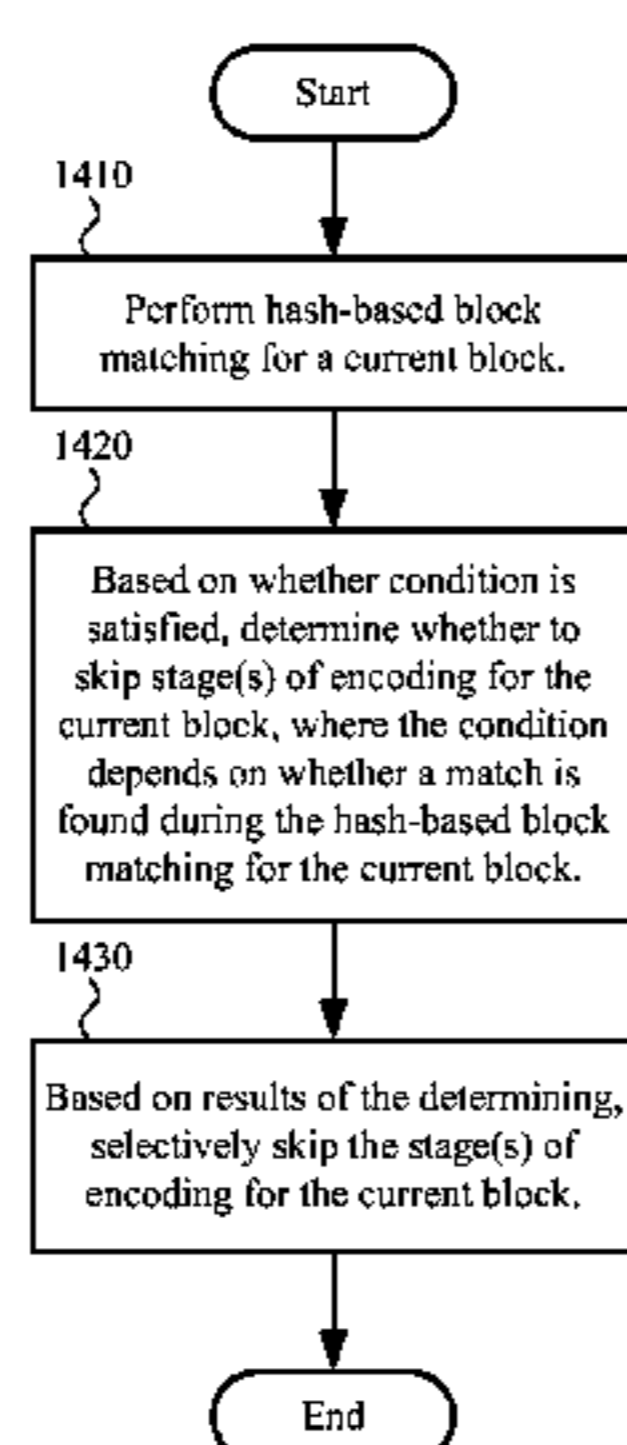 Start
1410
Perform hash-based block
matching for a current block.
1420
Based on whether condition is
satisfied, determine whether to
skip stage(s) of encoding for the
current block, where the condition
depends on whether a match is
found during the hash-based block
matching for the current block.
1430
Based on results of the determining,
selectively skip the stage(s) of
encoding for the current block.
End